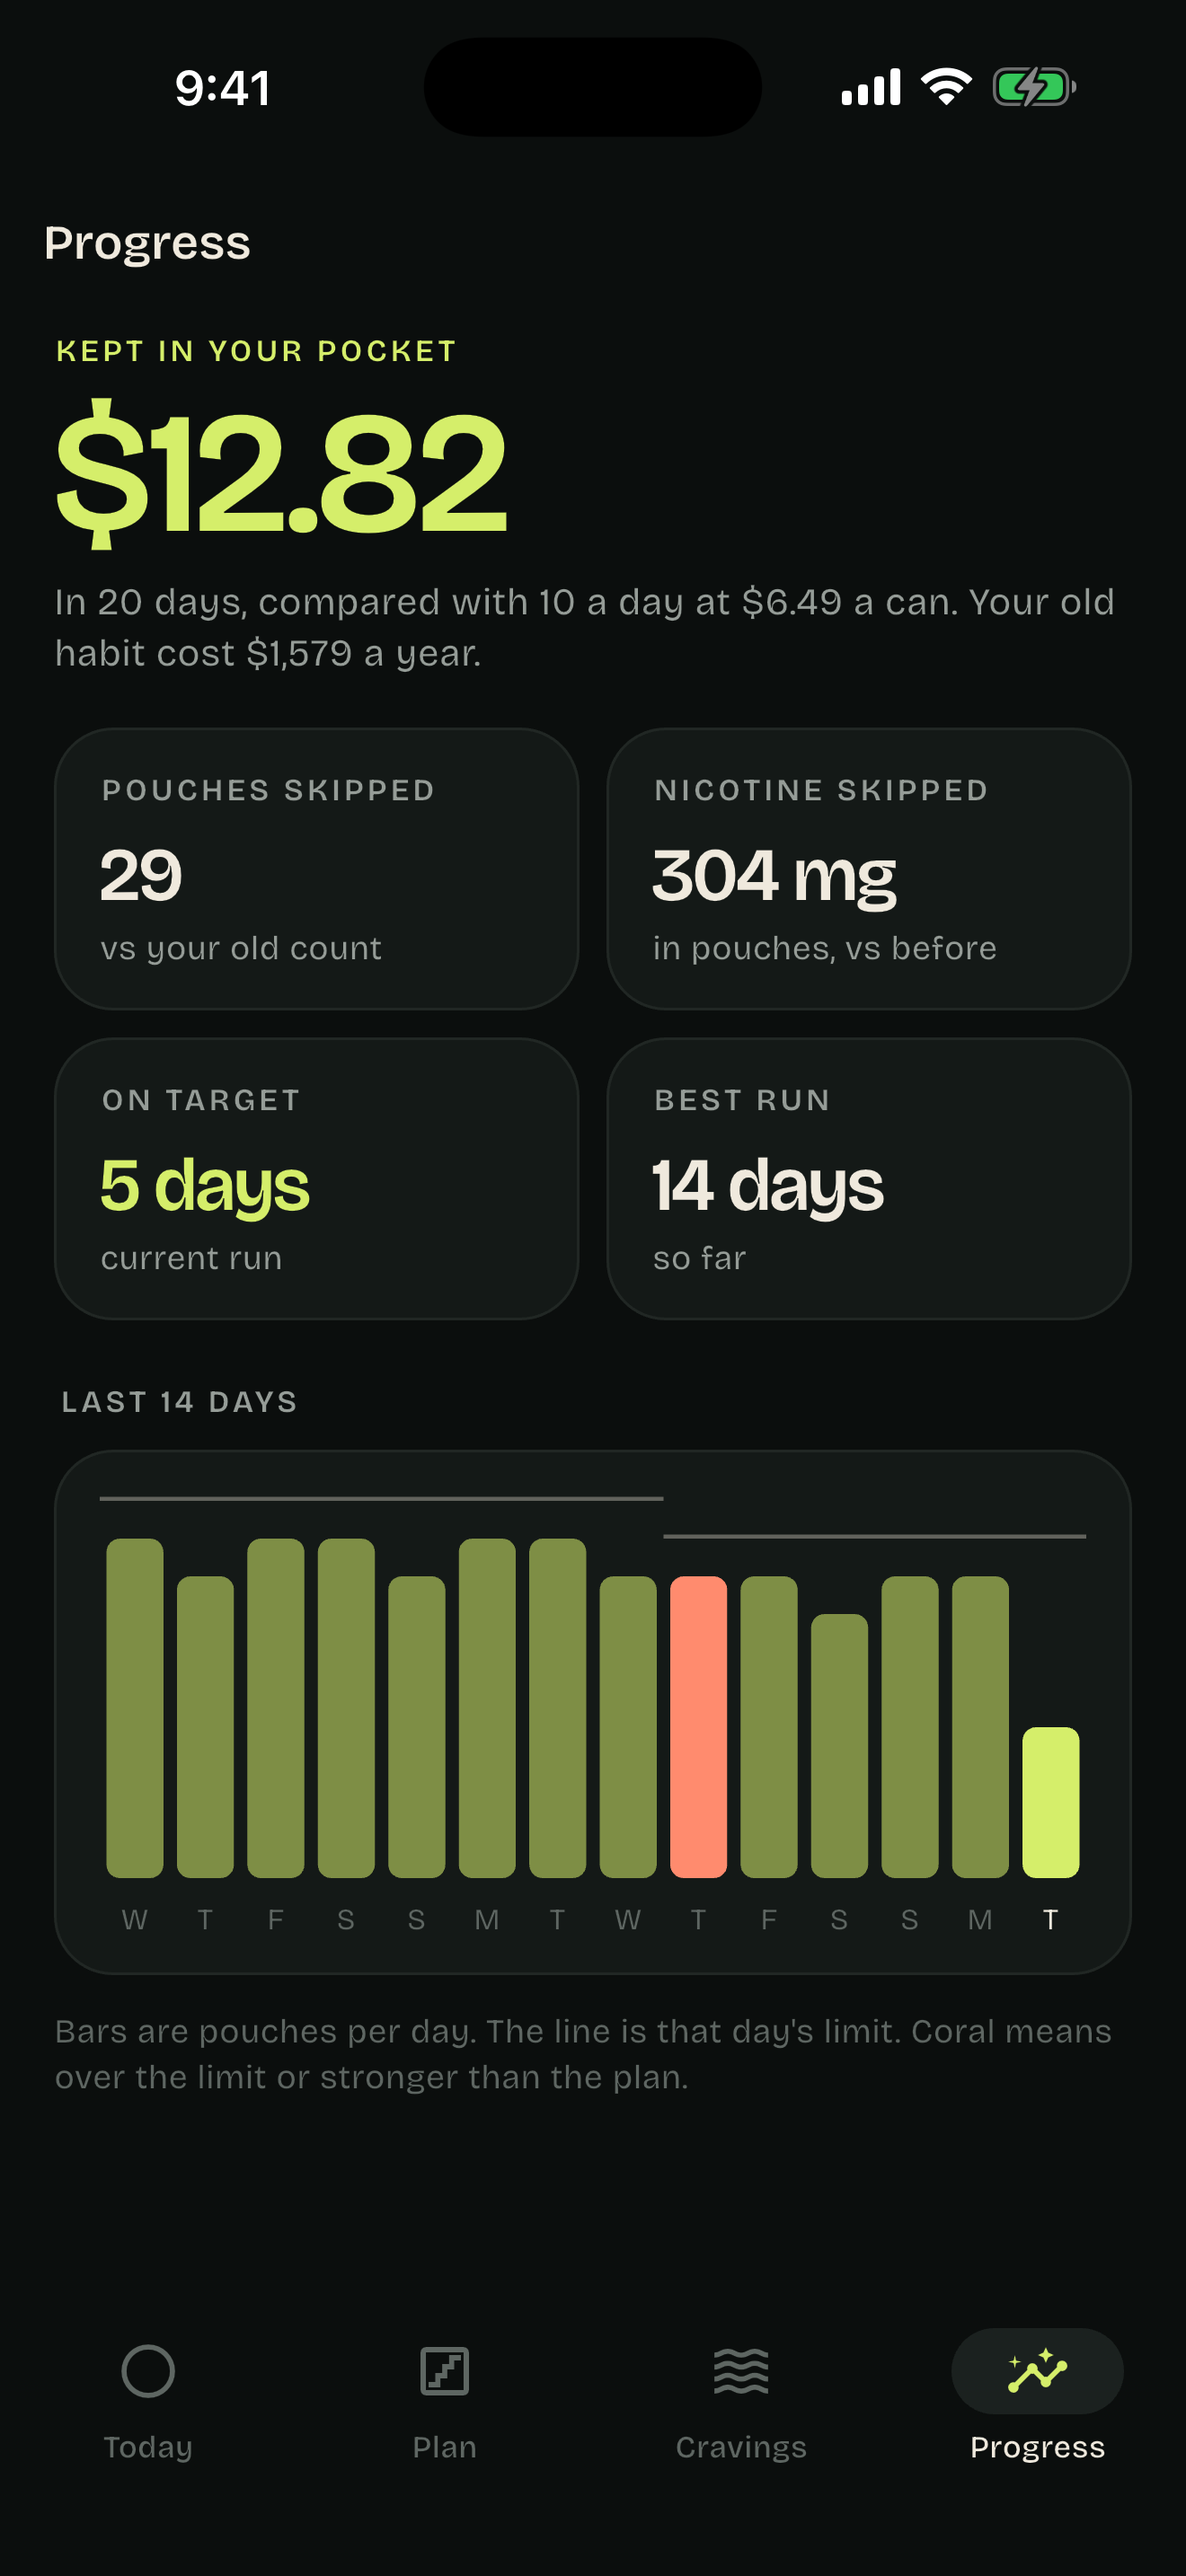 9:41
Progress
KEPT IN YOUR POCKET
$12.82
In 20 days, compared with 10 a day at $6.49 a can. Your old
habit cost $1,579 a year.
POUCHES SKIPPED
29
vs your old count
NICOTINE SKIPPED
304 mg
in pouches, vs before
ON TARGET
5 days
current run
BEST RUN
14 days
so far
LAST 14 DAYS
W T F S S M T W T F S S M T
Bars are pouches per day. The line is that day's limit. Coral means
over the limit or stronger than the plan.
Today Plan Cravings Progress